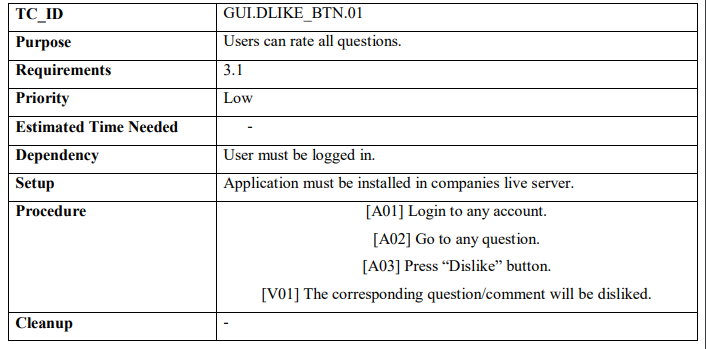 TC_ID GUI.DLIKE_BTN.01
Purpose Users can rate all questions.
Requirements 3.1
Priority Low
Estimated Time Needed -
Dependency User must be logged in.
Setup Application must be installed in companies live server.
Procedure [A01] Login to any account.
[A02] Go to any question.
[A03] Press “Dislike” button.
[V01] The corresponding question/comment will be disliked.
Cleanup -